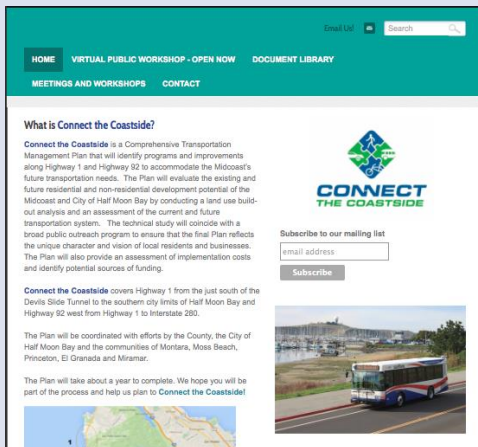 Email Us!
Search
HOME VIRTUAL PUBLIC WORKSHOP - OPEN NOW DOCUMENT LIBRARY
MEETINGS AND WORKSHOPS CONTACT
What is Connect the Coastside?
Connect the Coastside is a Comprehensive Transportation
Management Plan that will identify programs and improvements
along Highway 1 and Highway 92 to accommodate the Midcoast's
future transportation needs. The Plan will evaluate the existing and
future residential and non-residential development potential of the
Midcoast and City of Half Moon Bay by conducting a land use build-
out analysis and an assessment of the current and future
transportation system. The technical study will coincide with a
broad public outreach program to ensure that the final Plan reflects
the unique character and vision of local residents and businesses.
The Plan will also provide an assessment of implementation costs
and identify potential sources of funding.
Connect the Coastside covers Highway 1 from the just south of the
Devils Slide Tunnel to the southern city limits of Half Moon Bay and
Highway 92 west from Highway 1 to Interstate 280.
The Plan will be coordinated with efforts by the County, the City of
Half Moon Bay and the communities of Montara, Moss Beach,
Princeton, El Granada and Miramar.
The Plan will take about a year to complete. We hope you will be
part of the process and help us plan to Connect the Coastside!
1
CONNECT
THE COASTSIDE
Subscribe to our mailing list
email address
Subscribe